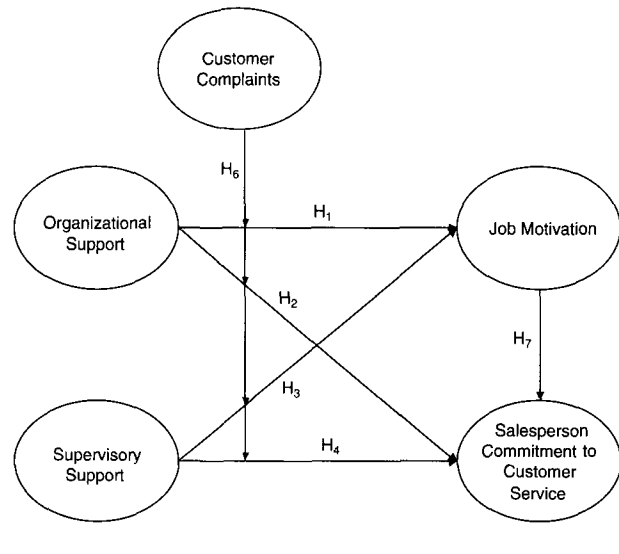 Customer
Complaints
H₆
Organizational
Support
H₁
Job Motivation
H₂
H₇
H₃
Supervisory
Support
H₄
Salesperson
Commitment to
Customer
Service